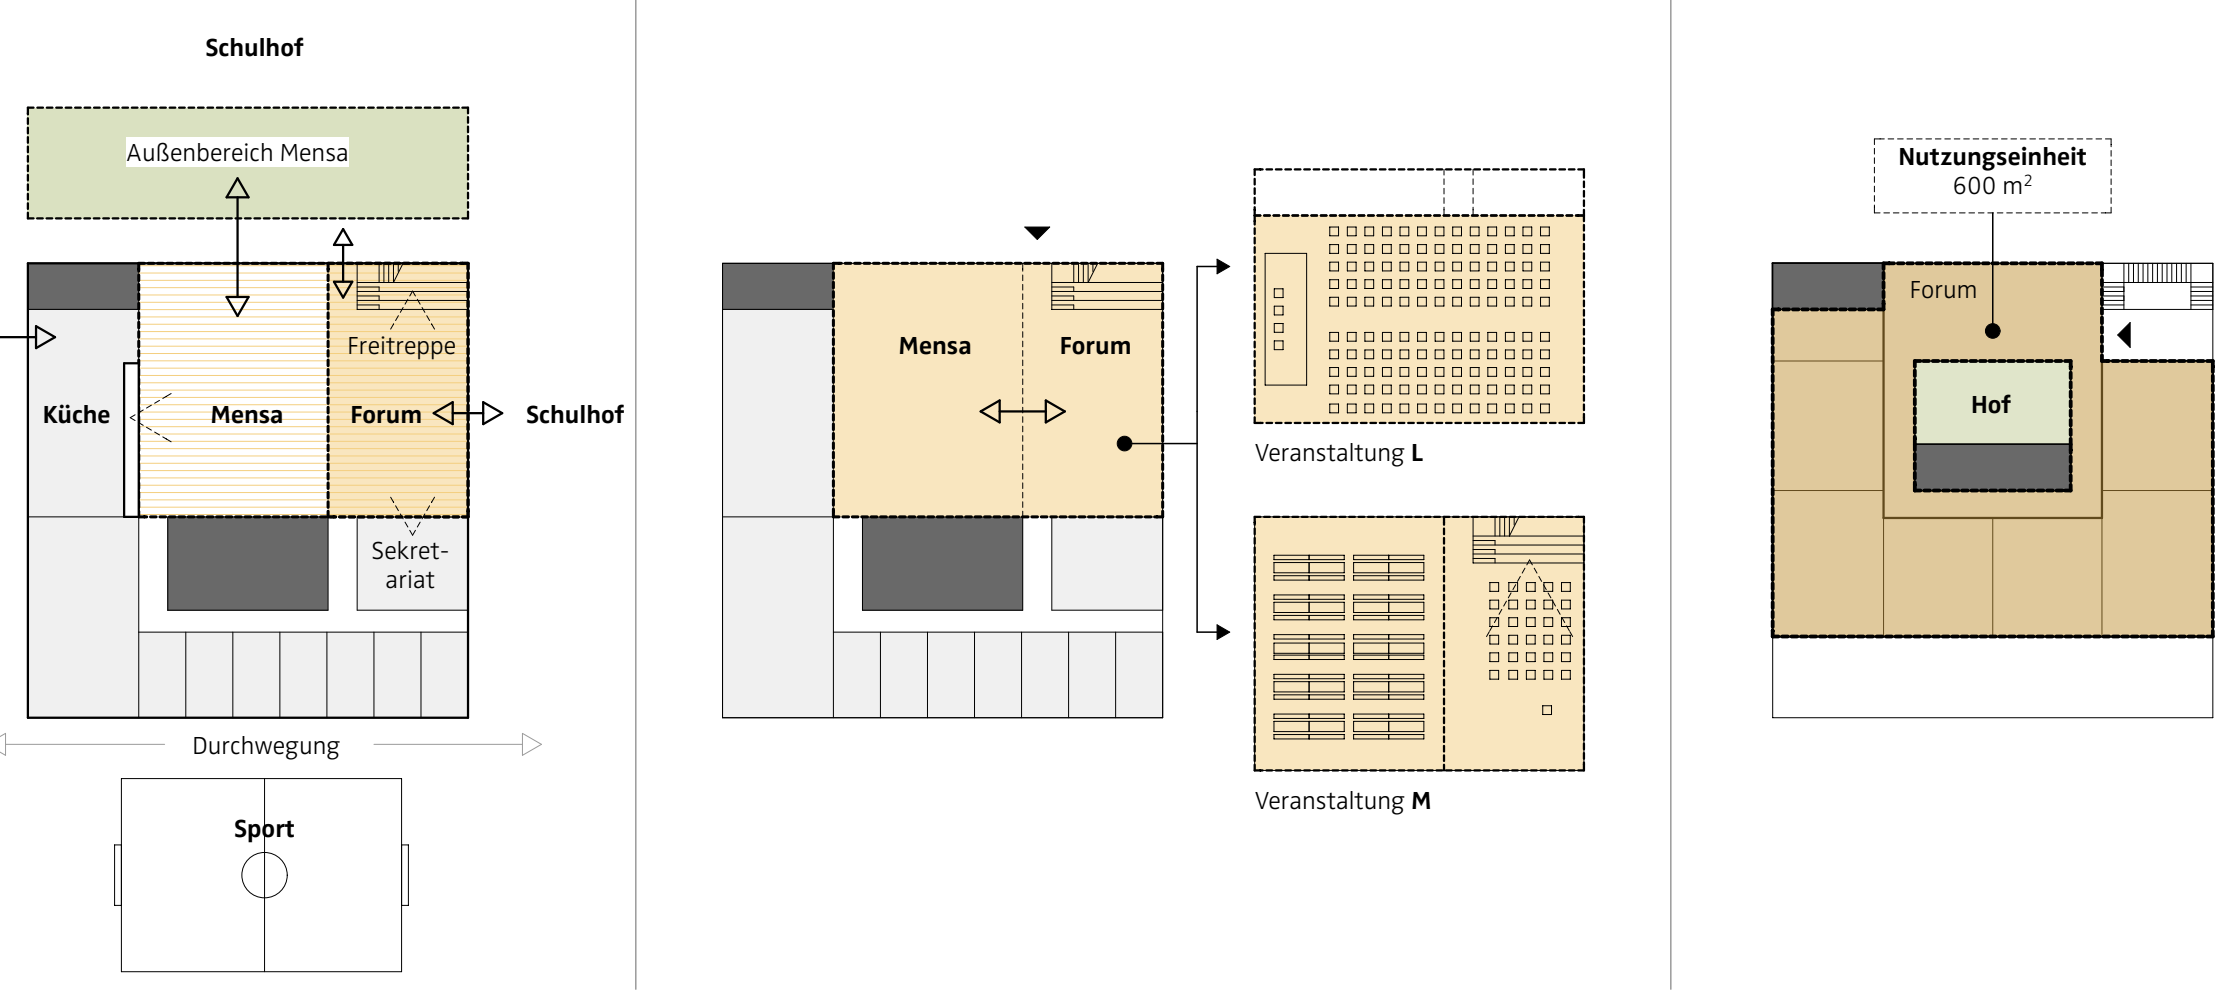 Schulhof
Außenbereich Mensa
Freitreppe
Küche
Mensa
Forum
Schulhof
Sekret-
ariat
Durchwegung
Sport
Mensa
Forum
Veranstaltung L
Veranstaltung M
Nutzungseinheit
600 m²
Forum
Hof